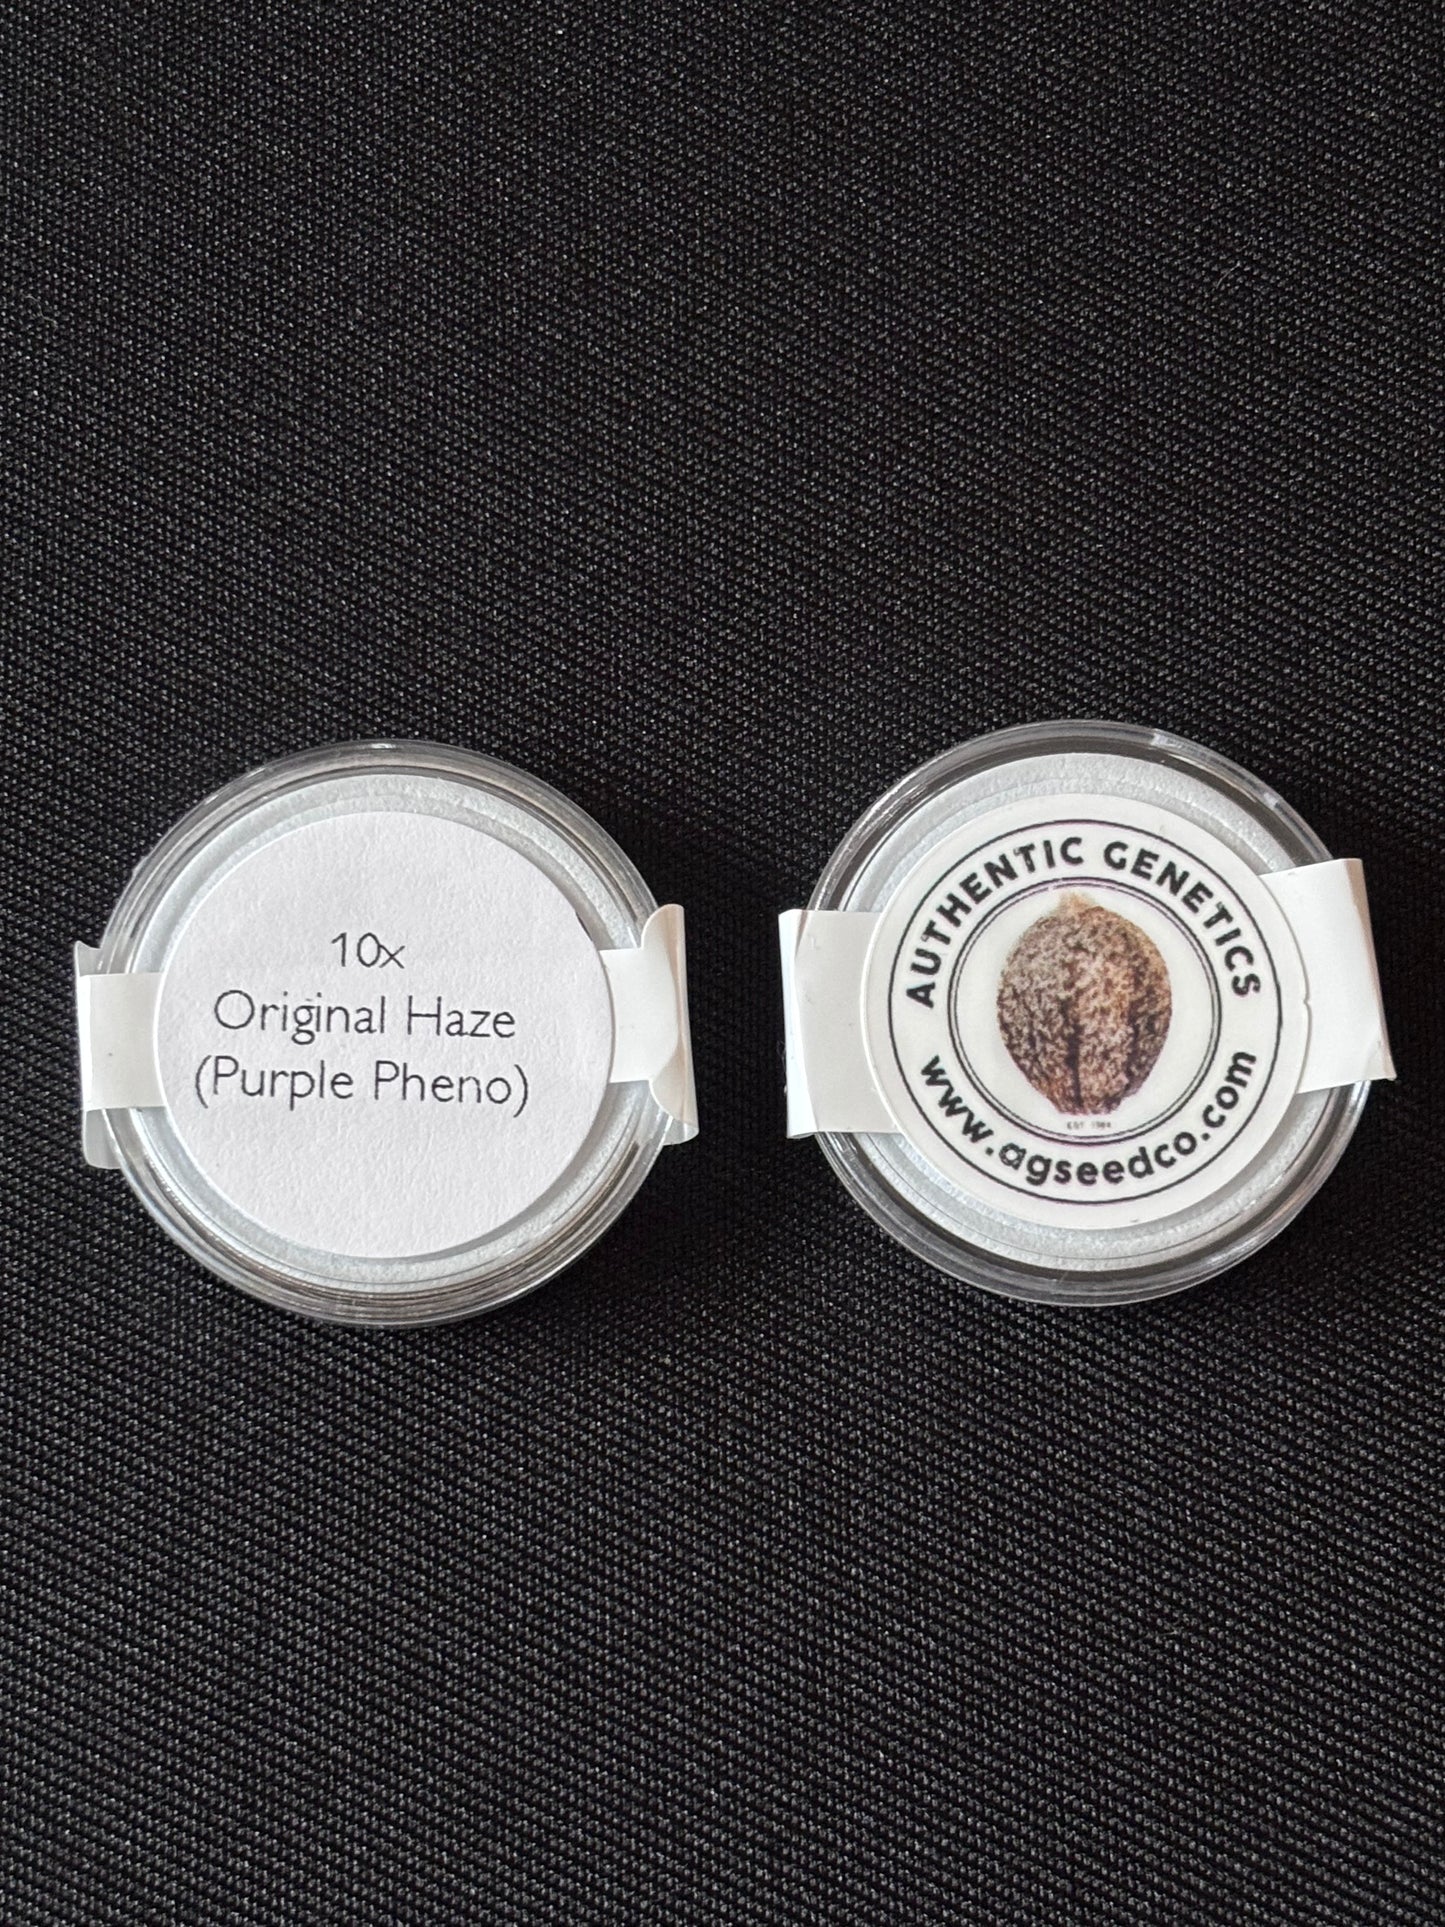 10x
Original Haze
(Purple Pheno)
AUTHENTIC GENETICS
www.agseedco.com